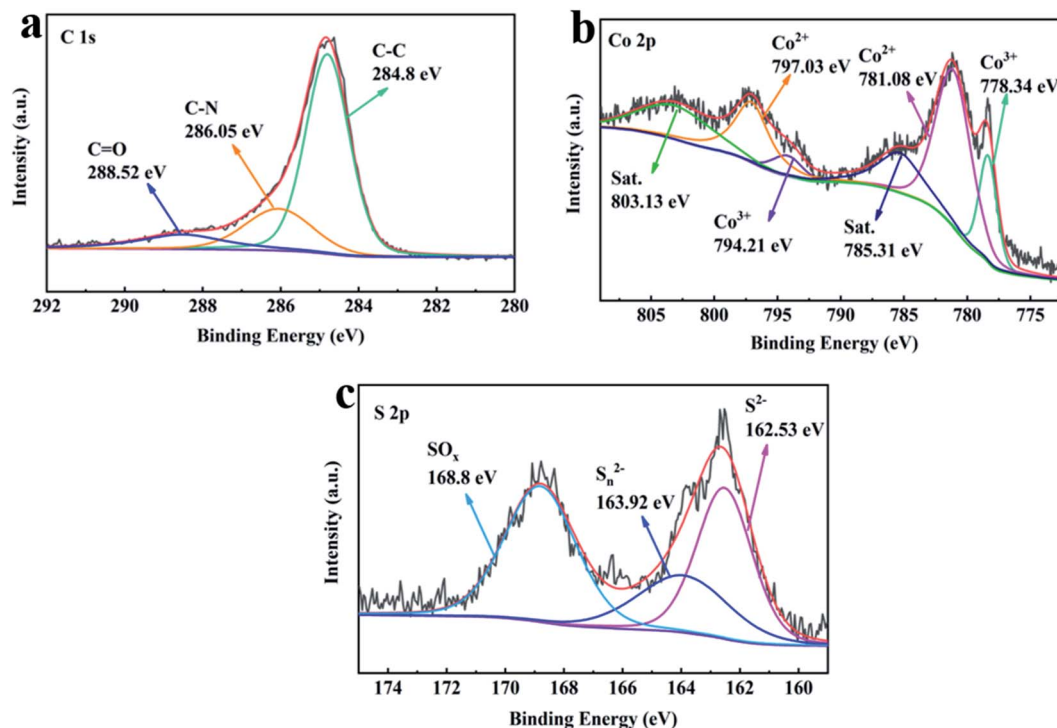 a
C 1s
C-C
284.8 eV
C-N
286.05 eV
C=O
288.52 eV
Intensity (a.u.)
292 290 288 286 284 282 280
Binding Energy (eV)
b
Co 2p
Co²⁺
797.03 eV
Co²⁺
781.08 eV
Co³⁺
778.34 eV
Sat.
803.13 eV
Co³⁺
794.21 eV
Sat.
785.31 eV
Intensity (a.u.)
805 800 795 790 785 780 775
Binding Energy (eV)
c
S 2p
SOₓ
168.8 eV
Sₙ²⁻
163.92 eV
S²⁻
162.53 eV
Intensity (a.u.)
174 172 170 168 166 164 162 160
Binding Energy (eV)